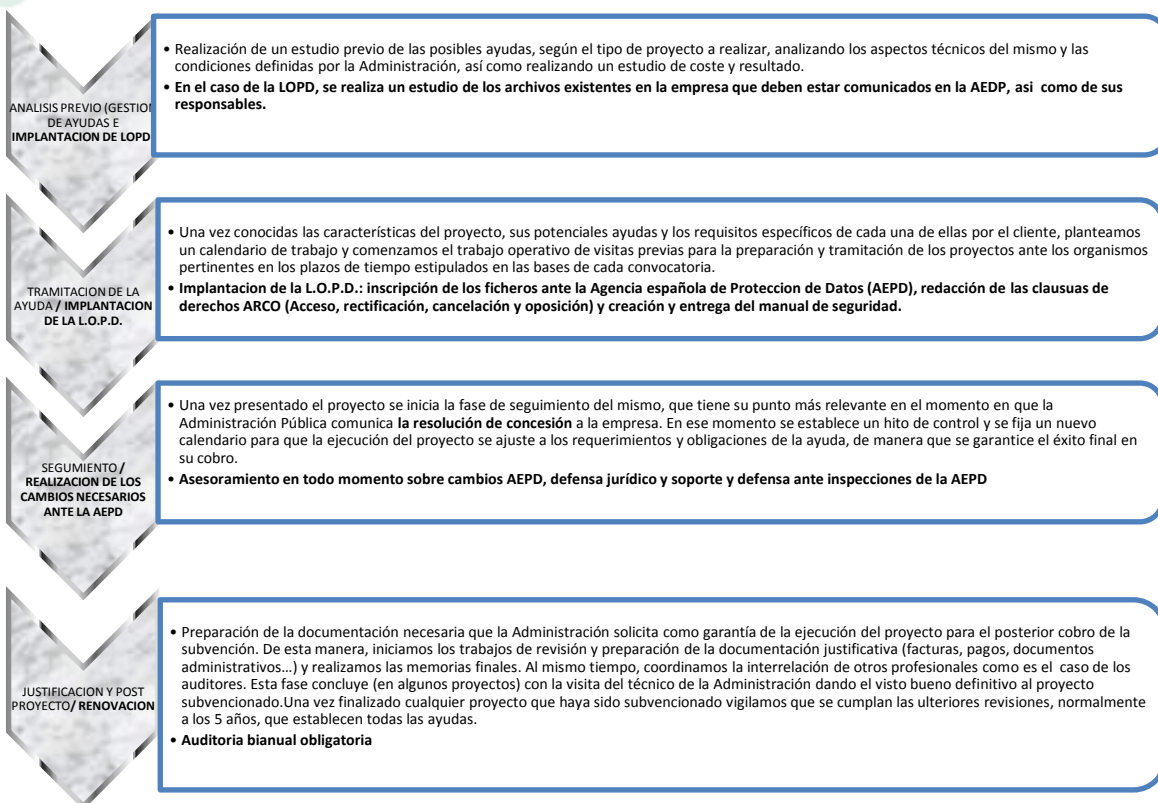 ANALISIS PREVIO (GESTION
DE AYUDAS E
IMPLANTACION DE LOPD
• Realización de un estudio previo de las posibles ayudas, según el tipo de proyecto a realizar, analizando los aspectos técnicos del mismo y las
condiciones definidas por la Administración, así como realizando un estudio de coste y resultado.
• En el caso de la LOPD, se realiza un estudio de los archivos existentes en la empresa que deben estar comunicados en la AEDP, asi como de sus
responsables.
TRAMITACION DE LA
AYUDA / IMPLANTACION
DE LA L.O.P.D.
• Una vez conocidas las características del proyecto, sus potenciales ayudas y los requisitos específicos de cada una de ellas por el cliente, planteamos
un calendario de trabajo y comenzamos el trabajo operativo de visitas previas para la preparación y tramitación de los proyectos ante los organismos
pertinentes en los plazos de tiempo estipulados en las bases de cada convocatoria.
• Implantacion de la L.O.P.D.: inscripción de los ficheros ante la Agencia española de Proteccion de Datos (AEPD), redacción de las clausuas de
derechos ARCO (Acceso, rectificación, cancelación y oposición) y creación y entrega del manual de seguridad.
SEGUMIENTO /
REALIZACION DE LOS
CAMBIOS NECESARIOS
ANTE LA AEPD
• Una vez presentado el proyecto se inicia la fase de seguimiento del mismo, que tiene su punto más relevante en el momento en que la
Administración Pública comunica la resolución de concesión a la empresa. En ese momento se establece un hito de control y se fija un nuevo
calendario para que la ejecución del proyecto se ajuste a los requerimientos y obligaciones de la ayuda, de manera que se garantice el éxito final en
su cobro.
• Asesoramiento en todo momento sobre cambios AEPD, defensa jurídico y soporte y defensa ante inspecciones de la AEPD
JUSTIFICACION Y POST
PROYECTO/ RENOVACION
• Preparación de la documentación necesaria que la Administración solicita como garantía de la ejecución del proyecto para el posterior cobro de la
subvención. De esta manera, iniciamos los trabajos de revisión y preparación de la documentación justificativa (facturas, pagos, documentos
administrativos...) y realizamos las memorias finales. Al mismo tiempo, coordinamos la interrelación de otros profesionales como es el caso de los
auditores. Esta fase concluye (en algunos proyectos) con la visita del técnico de la Administración dando el visto bueno definitivo al proyecto
subvencionado.Una vez finalizado cualquier proyecto que haya sido subvencionado vigilamos que se cumplan las ulteriores revisiones, normalmente
a los 5 años, que establecen todas las ayudas.
• Auditoria bianual obligatoria